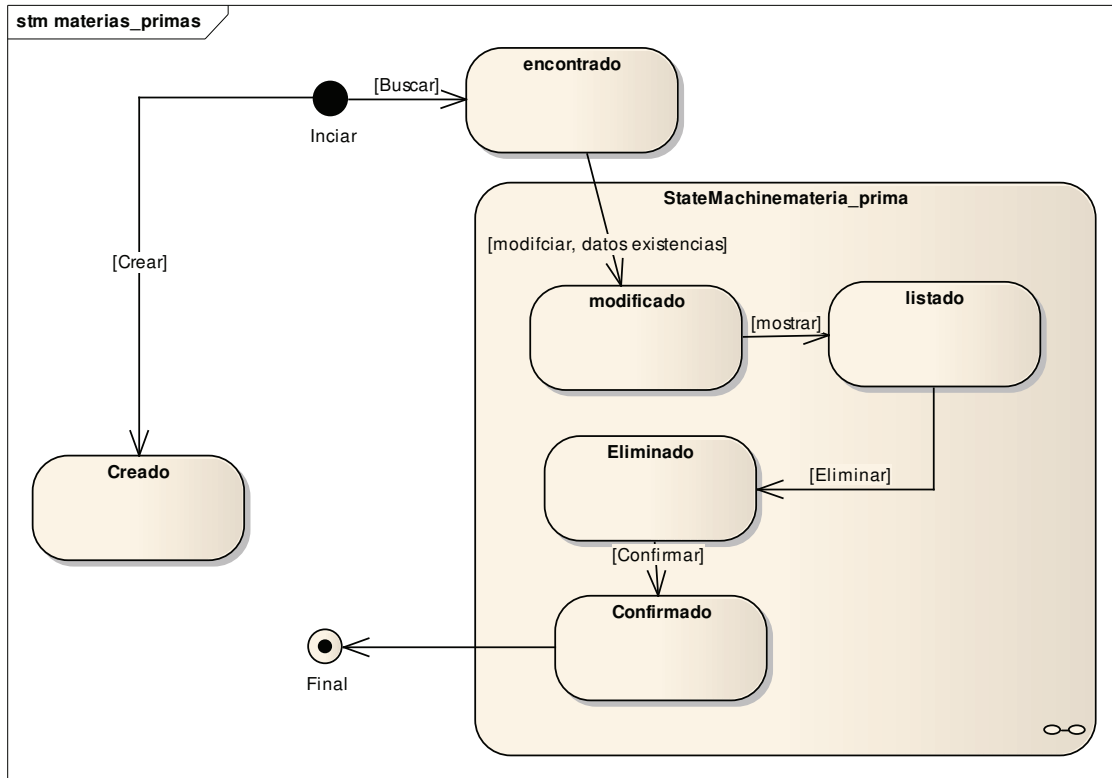 stm materias_primas
encontrado
[Buscar]
Inciar
StateMachinemateria_prima
[modifciar, datos existencias]
[Crear]
modificado
listado
[mostrar]
Eliminado
[Eliminar]
Creado
[Confirmar]
Confirmado
Final